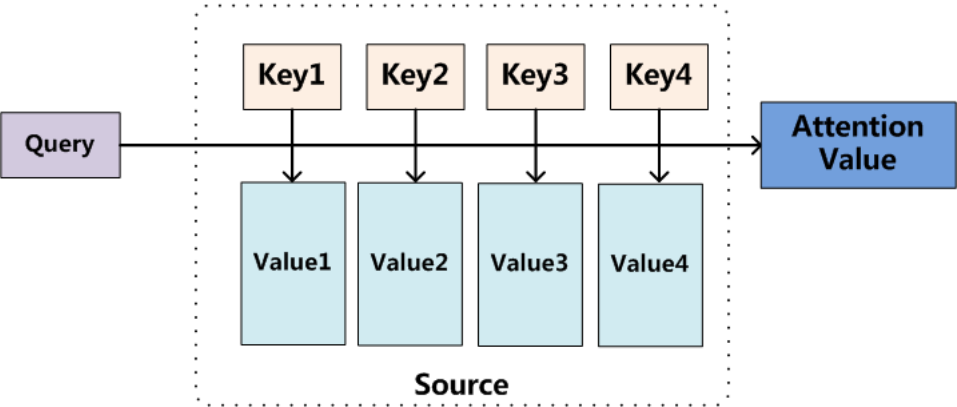 Key1 Key2 Key3 Key4
Query
Attention
Value
Value1 Value2 Value3 Value4
Source